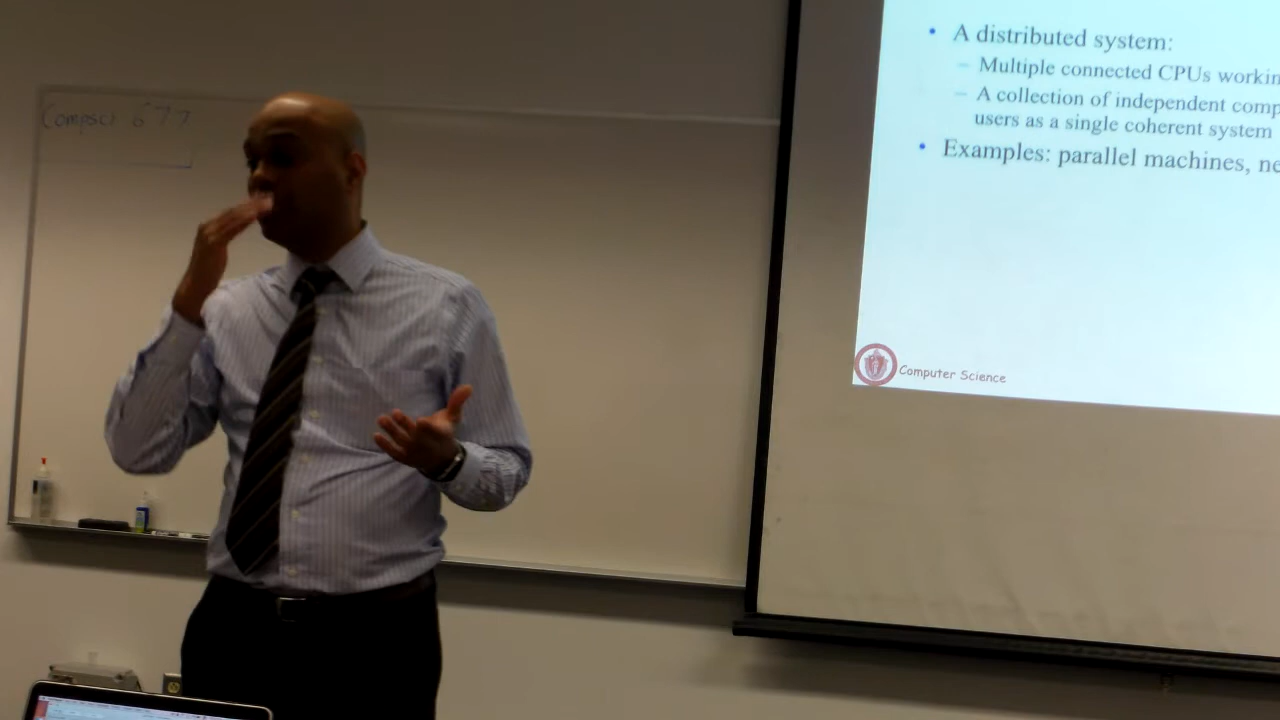 Compsci 677
• A distributed system:
– Multiple connected CPUs workin
– A collection of independent comp
users as a single coherent system
• Examples: parallel machines, ne
Computer Science